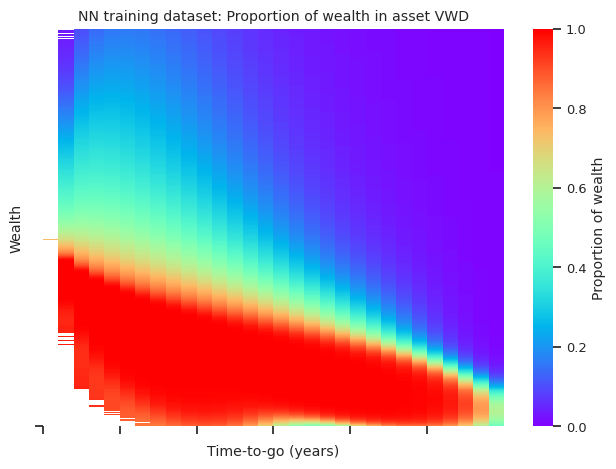 NN training dataset: Proportion of wealth in asset VWD
1.0
0.8
0.6
0.4
0.2
0.0
Proportion of wealth
Wealth
Time-to-go (years)